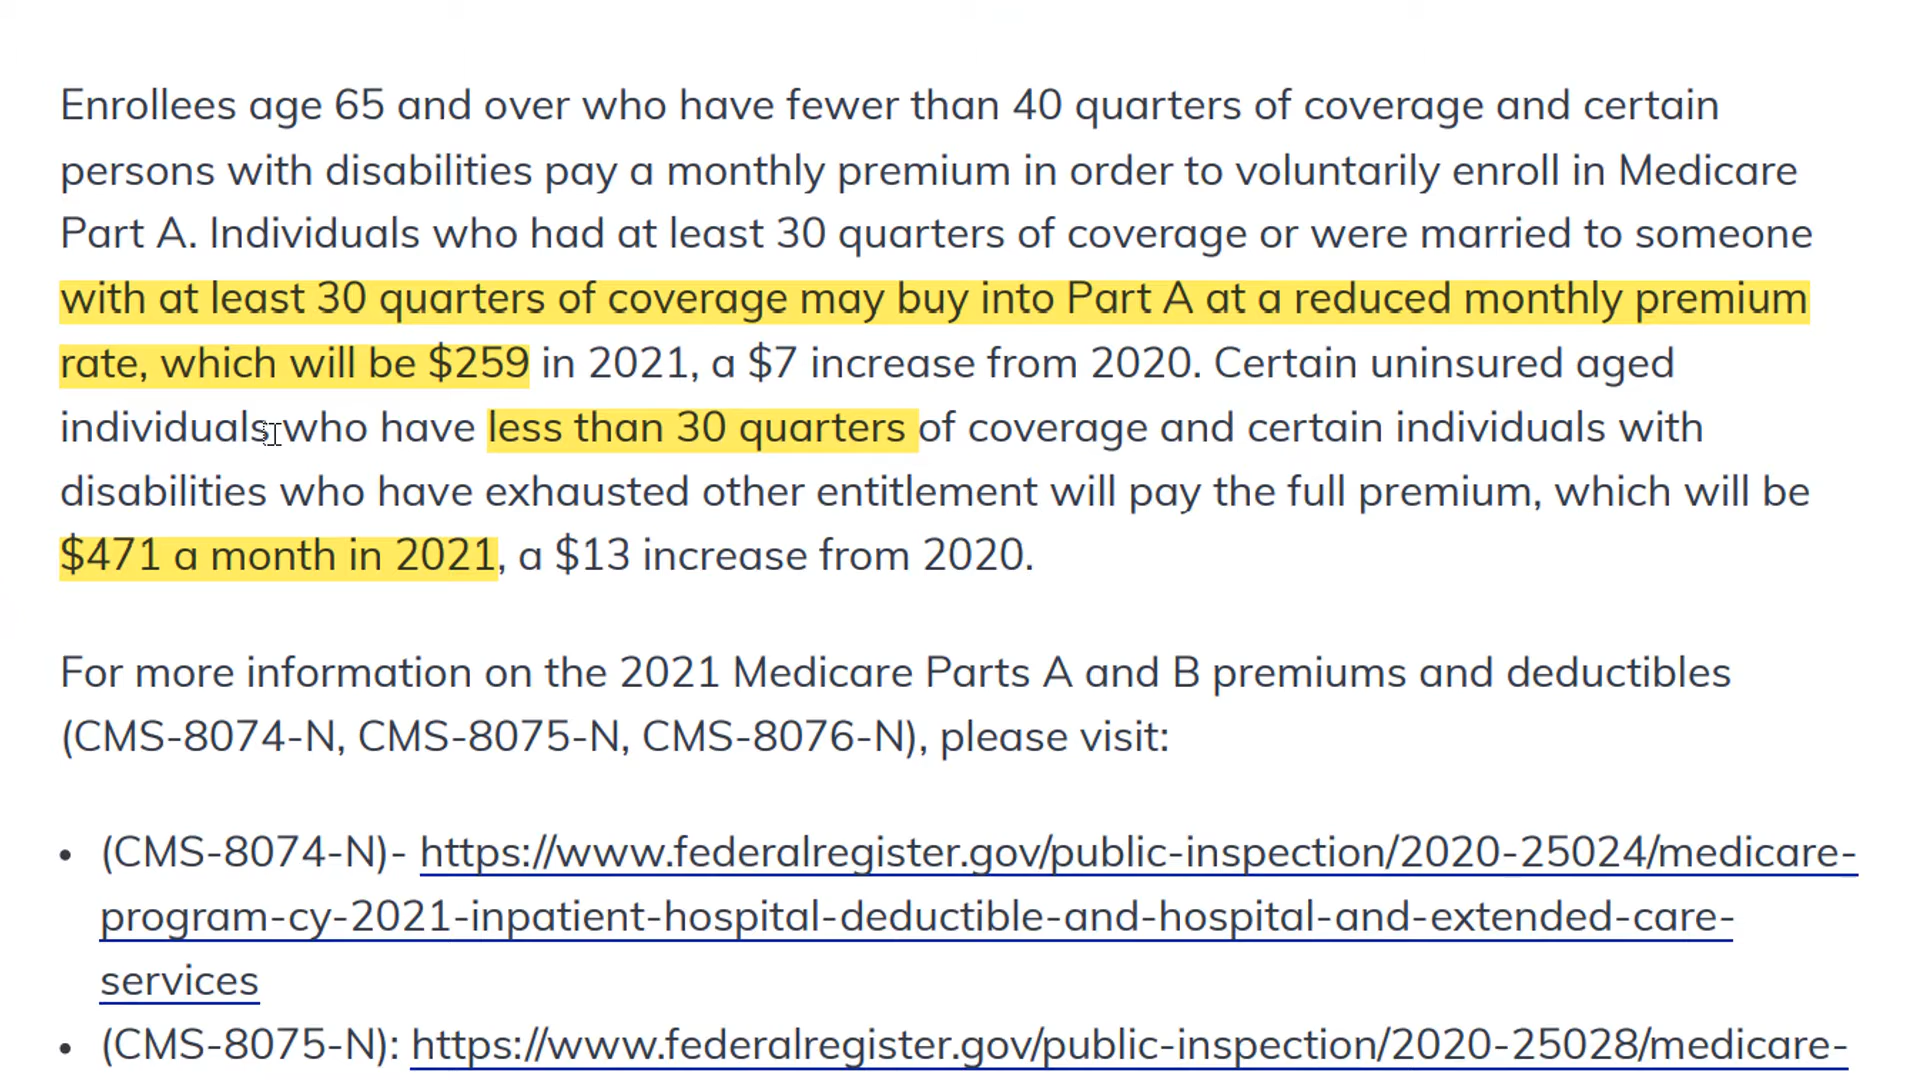 Enrollees age 65 and over who have fewer than 40 quarters of coverage and certain
persons with disabilities pay a monthly premium in order to voluntarily enroll in Medicare
Part A. Individuals who had at least 30 quarters of coverage or were married to someone
with at least 30 quarters of coverage may buy into Part A at a reduced monthly premium
rate, which will be $259 in 2021, a $7 increase from 2020. Certain uninsured aged
individuals who have less than 30 quarters of coverage and certain individuals with
disabilities who have exhausted other entitlement will pay the full premium, which will be
$471 a month in 2021, a $13 increase from 2020.
For more information on the 2021 Medicare Parts A and B premiums and deductibles
(CMS-8074-N, CMS-8075-N, CMS-8076-N), please visit:
• (CMS-8074-N)- https://www.federalregister.gov/public-inspection/2020-25024/medicare-
program-cy-2021-inpatient-hospital-deductible-and-hospital-and-extended-care-
services
• (CMS-8075-N): https://www.federalregister.gov/public-inspection/2020-25028/medicare-